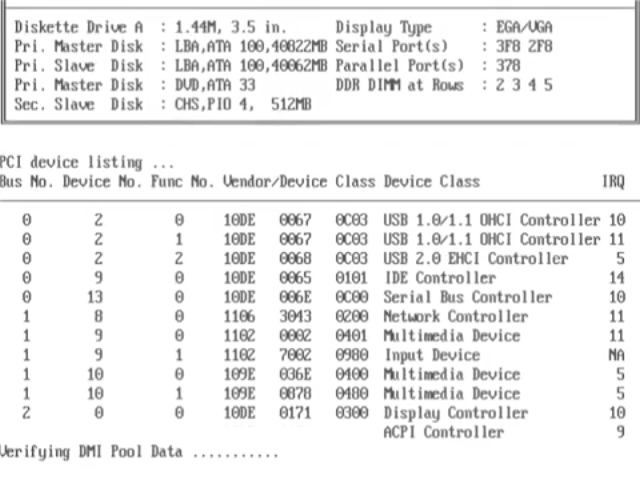 Diskette Drive A : 1.44M, 3.5 in. Display Type : EGA/VGA
Pri. Master Disk : LBA,ATA 100,40822MB Serial Port(s) : 3F8 2F8
Pri. Slave Disk : LBA,ATA 100,40062MB Parallel Port(s) : 378
Pri. Master Disk : DVD,ATA 33 DDR DIMM at Rows : 2 3 4 5
Sec. Slave Disk : CHS,PIO 4, 512MB
PCI device listing ...
Bus No. Device No. Func No. Vendor/Device Class Device Class IRQ
0 2 0 10DE 0067 0C03 USB 1.0/1.1 OHCI Controller 10
0 2 1 10DE 0067 0C03 USB 1.0/1.1 OHCI Controller 11
0 2 2 10DE 0068 0C03 USB 2.0 EHCI Controller 5
0 9 0 10DE 0065 0101 IDE Controller 14
0 13 0 10DE 006E 0C00 Serial Bus Controller 10
1 8 0 1106 3043 0200 Network Controller 11
1 9 0 1102 0002 0401 Multimedia Device 11
1 9 1 1102 7002 0980 Input Device NA
1 10 0 109E 036E 0400 Multimedia Device 5
1 10 1 109E 0878 0480 Multimedia Device 5
2 0 0 10DE 0171 0300 Display Controller 10
ACPI Controller 9
Verifying DMI Pool Data ...........